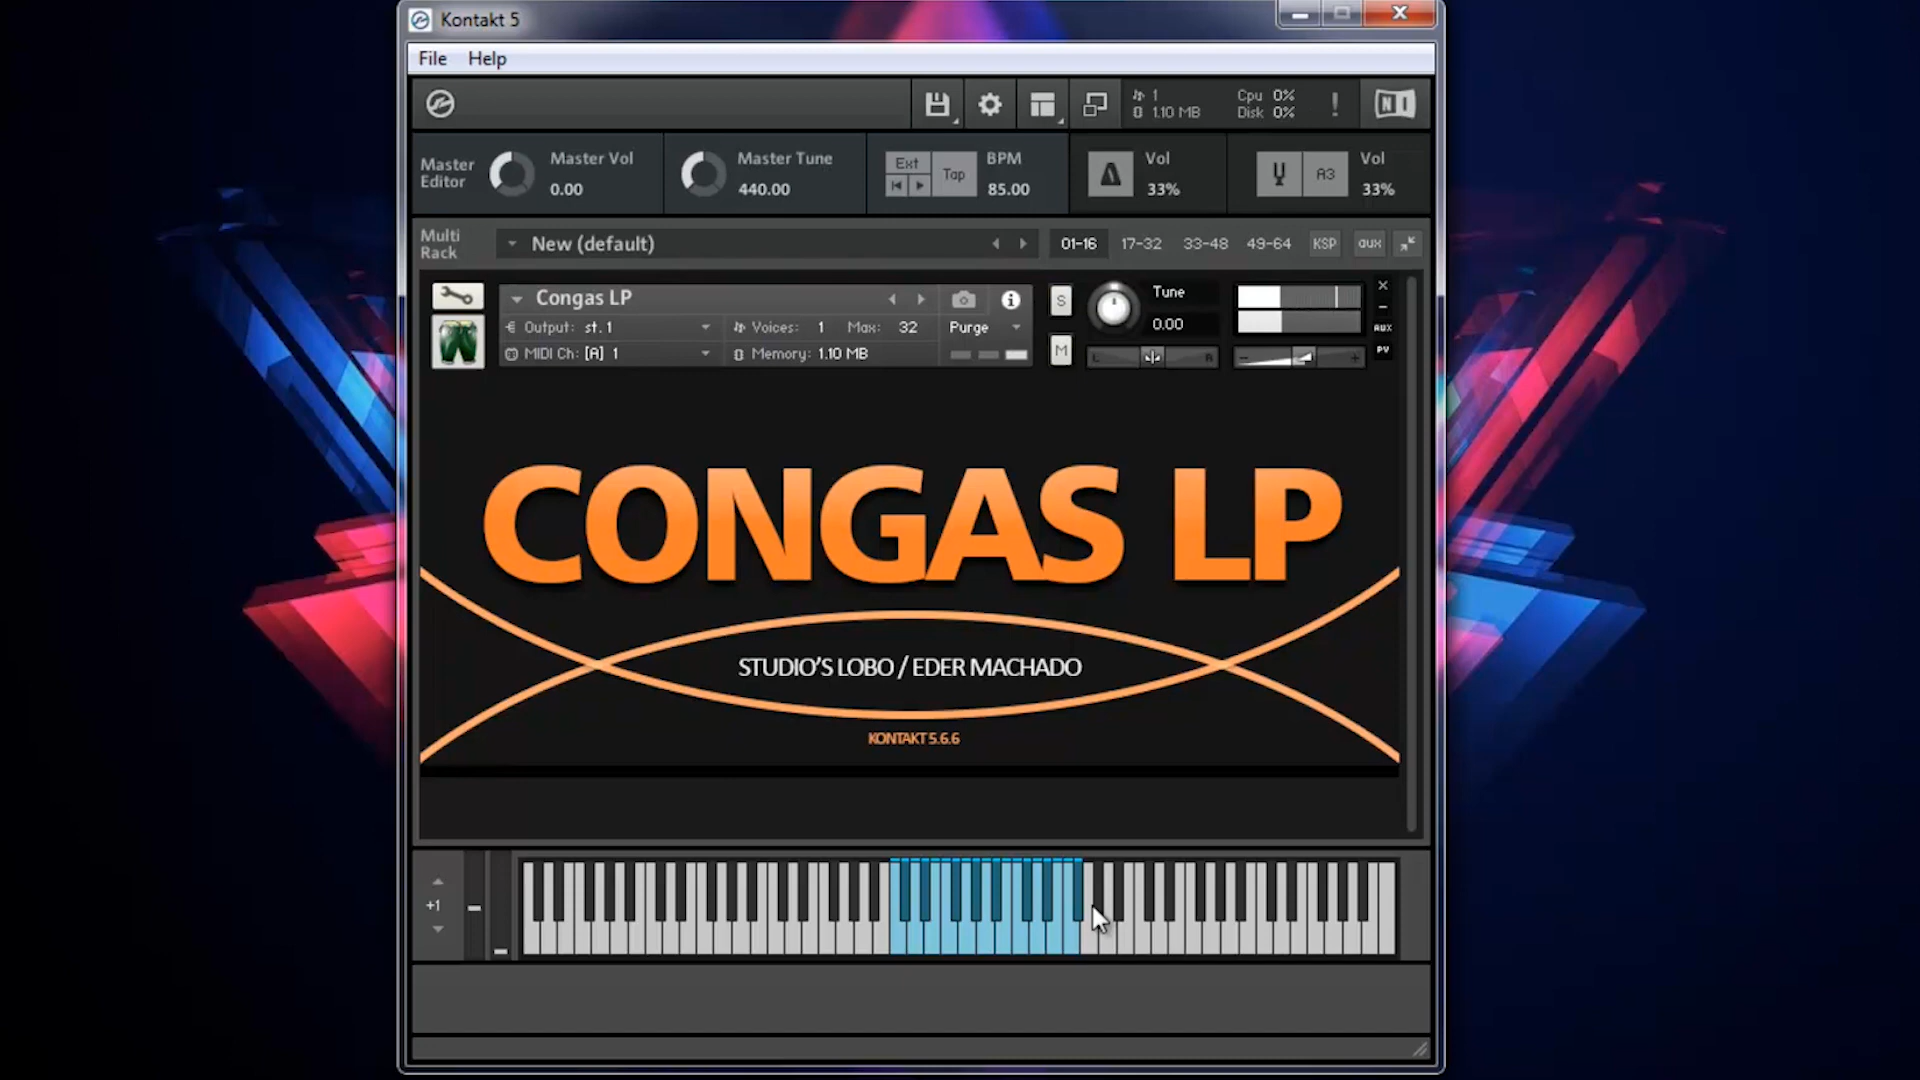 Kontakt 5
File Help
1
1.10 MB
Cpu 0%
Disk 0%
!
NI
Master Editor
Master Vol
0.00
Master Tune
440.00
Ext
Tap
BPM
85.00
Vol
33%
A3
Vol
33%
Multi Rack
New (default)
01-16 17-32 33-48 49-64 KSP aux
Congas LP
Output: st.1
Voices: 1 Max: 32
Purge
MIDI Ch: [A] 1
Memory: 1.10 MB
S
M
Tune
0.00
L R
- +
AUX
PV
CONGAS LP
STUDIO'S LOBO / EDER MACHADO
KONTAKT 5.6.6
+1